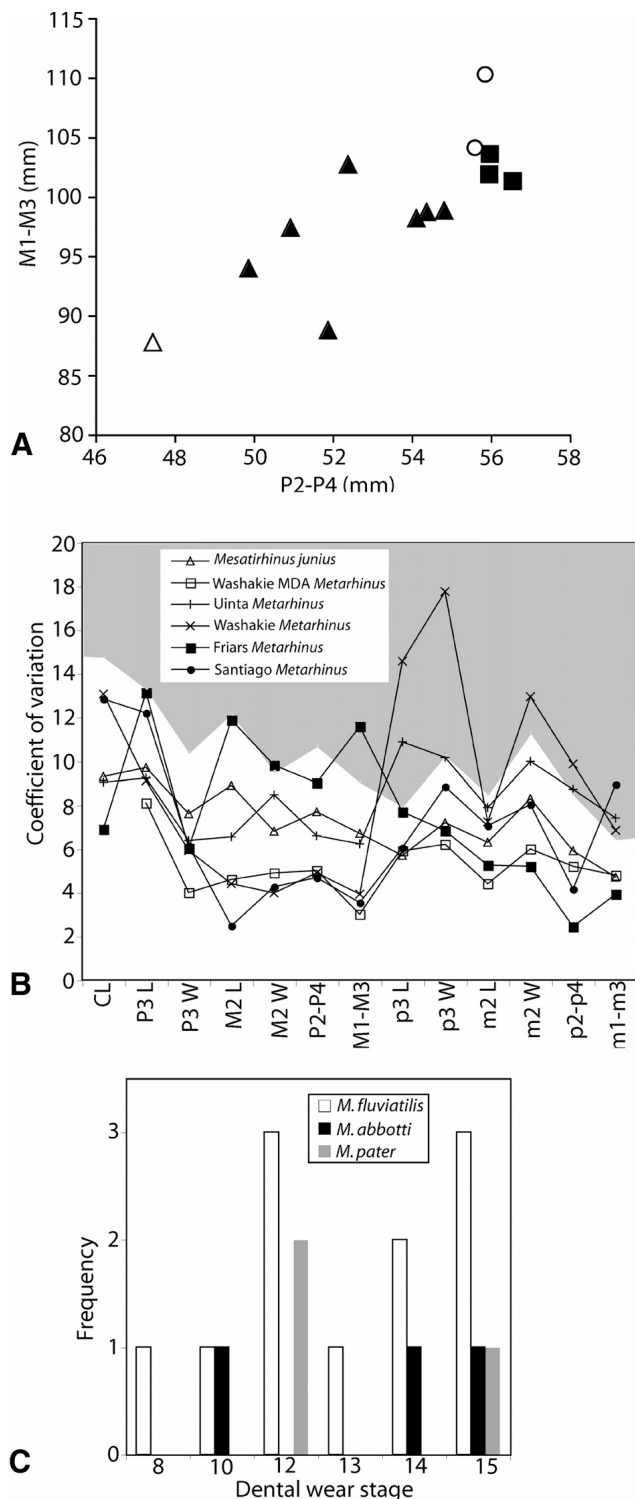 115
110
105
100
95
90
85
80
M1-M3 (mm)
46 48 50 52 54 56 58
P2-P4 (mm)
A
20
18
16
14
12
10
8
6
4
2
0
Coefficient of variation
Mesatirhinus junius
Washakie MDA Metarhinus
Uinta Metarhinus
Washakie Metarhinus
Friars Metarhinus
Santiago Metarhinus
CL P3 L P3 W M2 L M2 W P2-P4 M1-M3 p3 L p3 W m2 L m2 W p2-p4 m1-m3
B
3
2
1
0
Frequency
M. fluviatilis
M. abbotti
M. pater
8 10 12 13 14 15
Dental wear stage
C